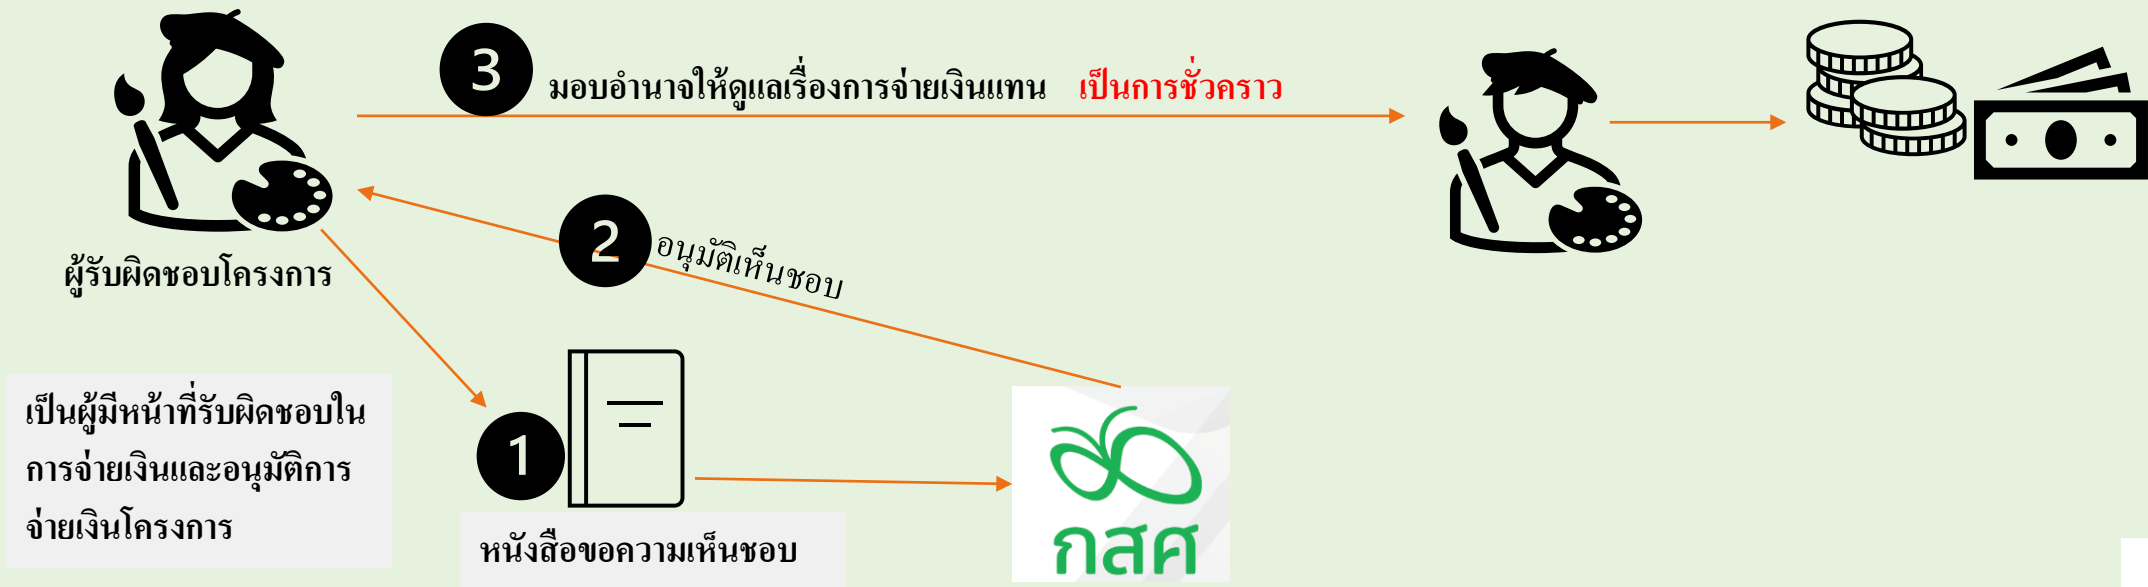 3
มอบอำนาจให้ดูแลเรื่องการจ่ายเงินแทน เป็นการชั่วคราว
2
อนุมัติเห็นชอบ
ผู้รับผิดชอบโครงการ
เป็นผู้มีหน้าที่รับผิดชอบใน
การจ่ายเงินและอนุมัติการ
จ่ายเงินโครงการ
1
หนังสือขอความเห็นชอบ
กสศ